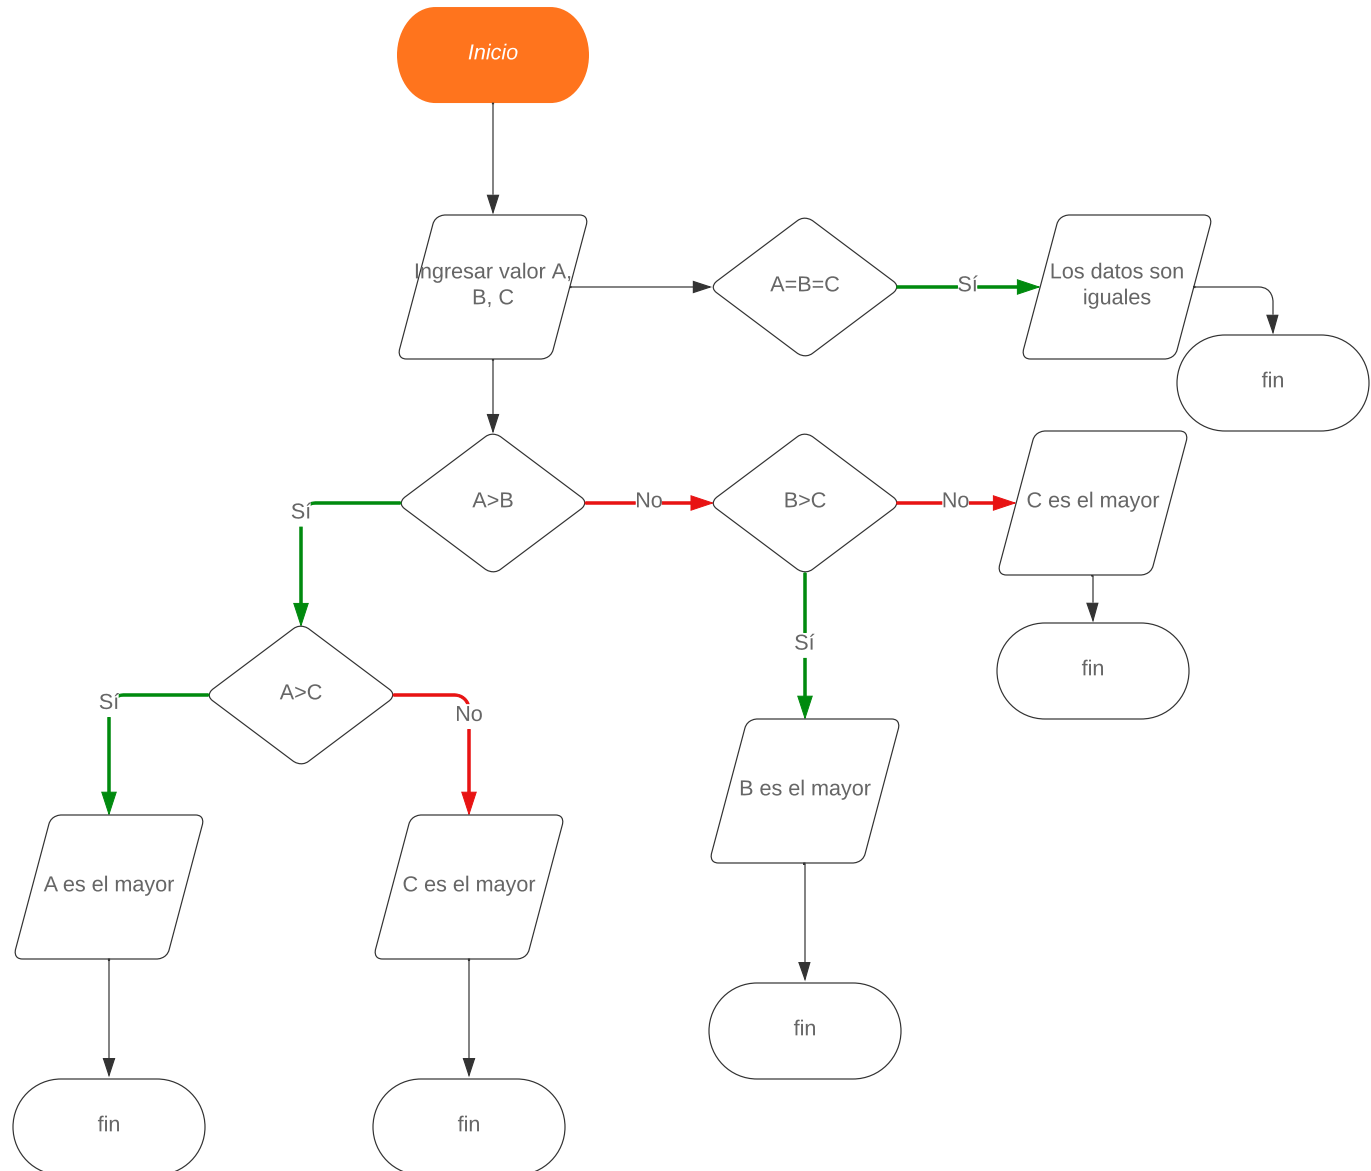 Inicio
Ingresar valor A,
B, C
A=B=C
Sí
Los datos son
iguales
fin
A>B
Sí
No
B>C
No
C es el mayor
fin
Sí
A>C
Sí
No
B es el mayor
A es el mayor
C es el mayor
fin
fin
fin